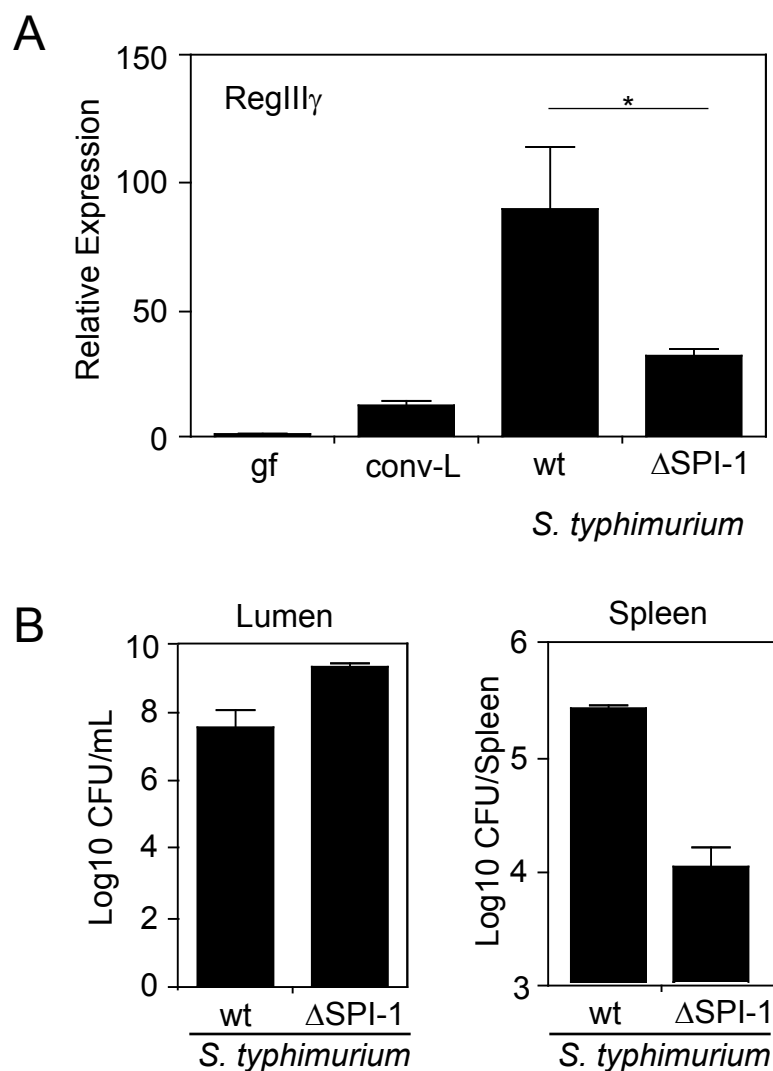 A
150
RegIIIγ
*
100
Relative Expression
50
0
gf conv-L wt ΔSPI-1
S. typhimurium
B
Lumen
10
8
Log10 CFU/mL
6
4
2
0
wt ΔSPI-1
S. typhimurium
Spleen
6
5
Log10 CFU/Spleen
4
3
wt ΔSPI-1
S. typhimurium